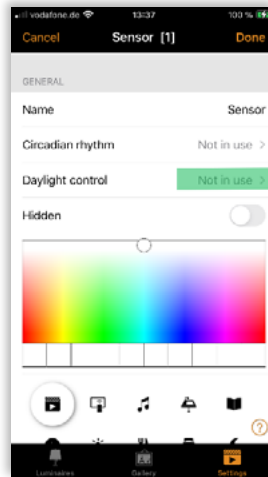 vodafone.de 13:37 100 %
Cancel Sensor [1] Done
GENERAL
Name Sensor
Circadian rhythm Not in use >
Daylight control Not in use >
Hidden
?
Luminaires Gallery Settings